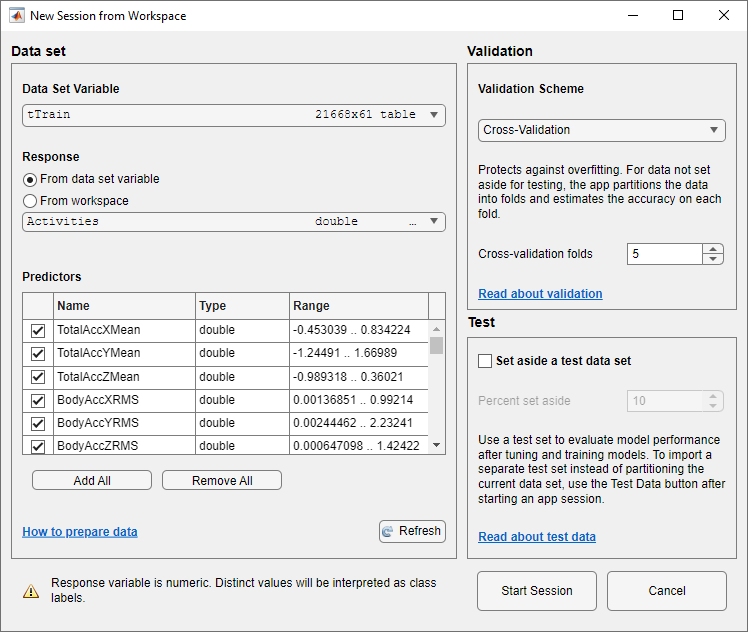 New Session from Workspace
Data set
Data Set Variable
tTrain 21668x61 table
Response
From data set variable
From workspace
Activities double ...
Predictors
Name Type Range
TotalAccXMean double -0.453039 .. 0.834224
TotalAccYMean double -1.24491 .. 1.66989
TotalAccZMean double -0.989318 .. 0.36021
BodyAccXRMS double 0.00136851 .. 0.99214
BodyAccYRMS double 0.00244462 .. 2.23241
BodyAccZRMS double 0.000647098 .. 1.42422
Add All Remove All
How to prepare data Refresh
Response variable is numeric. Distinct values will be interpreted as class
labels.
Validation
Validation Scheme
Cross-Validation
Protects against overfitting. For data not set
aside for testing, the app partitions the data
into folds and estimates the accuracy on each
fold.
Cross-validation folds 5
Read about validation
Test
Set aside a test data set
Percent set aside 10
Use a test set to evaluate model performance
after tuning and training models. To import a
separate test set instead of partitioning the
current data set, use the Test Data button after
starting an app session.
Read about test data
Start Session Cancel